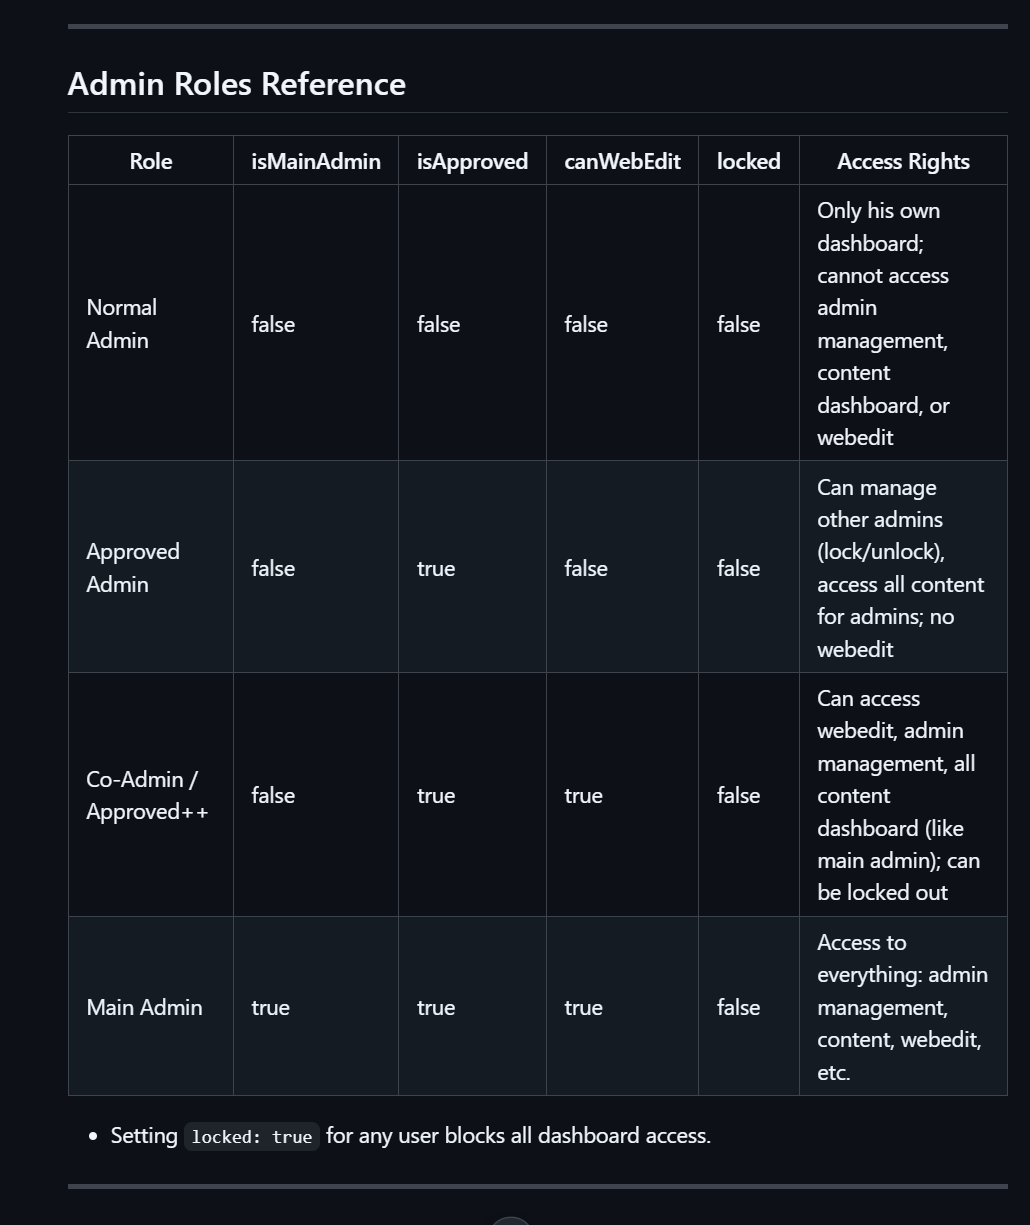 Admin Roles Reference
Role isMainAdmin isApproved canWebEdit locked Access Rights
Normal
Admin
false
false
false
false
Only his own
dashboard;
cannot access
admin
management,
content
dashboard, or
webedit
Approved
Admin
false
true
false
false
Can manage
other admins
(lock/unlock),
access all content
for admins; no
webedit
Co-Admin /
Approved++
false
true
true
false
Can access
webedit, admin
management, all
content
dashboard (like
main admin); can
be locked out
Main Admin
true
true
true
false
Access to
everything: admin
management,
content, webedit,
etc.
• Setting locked: true for any user blocks all dashboard access.